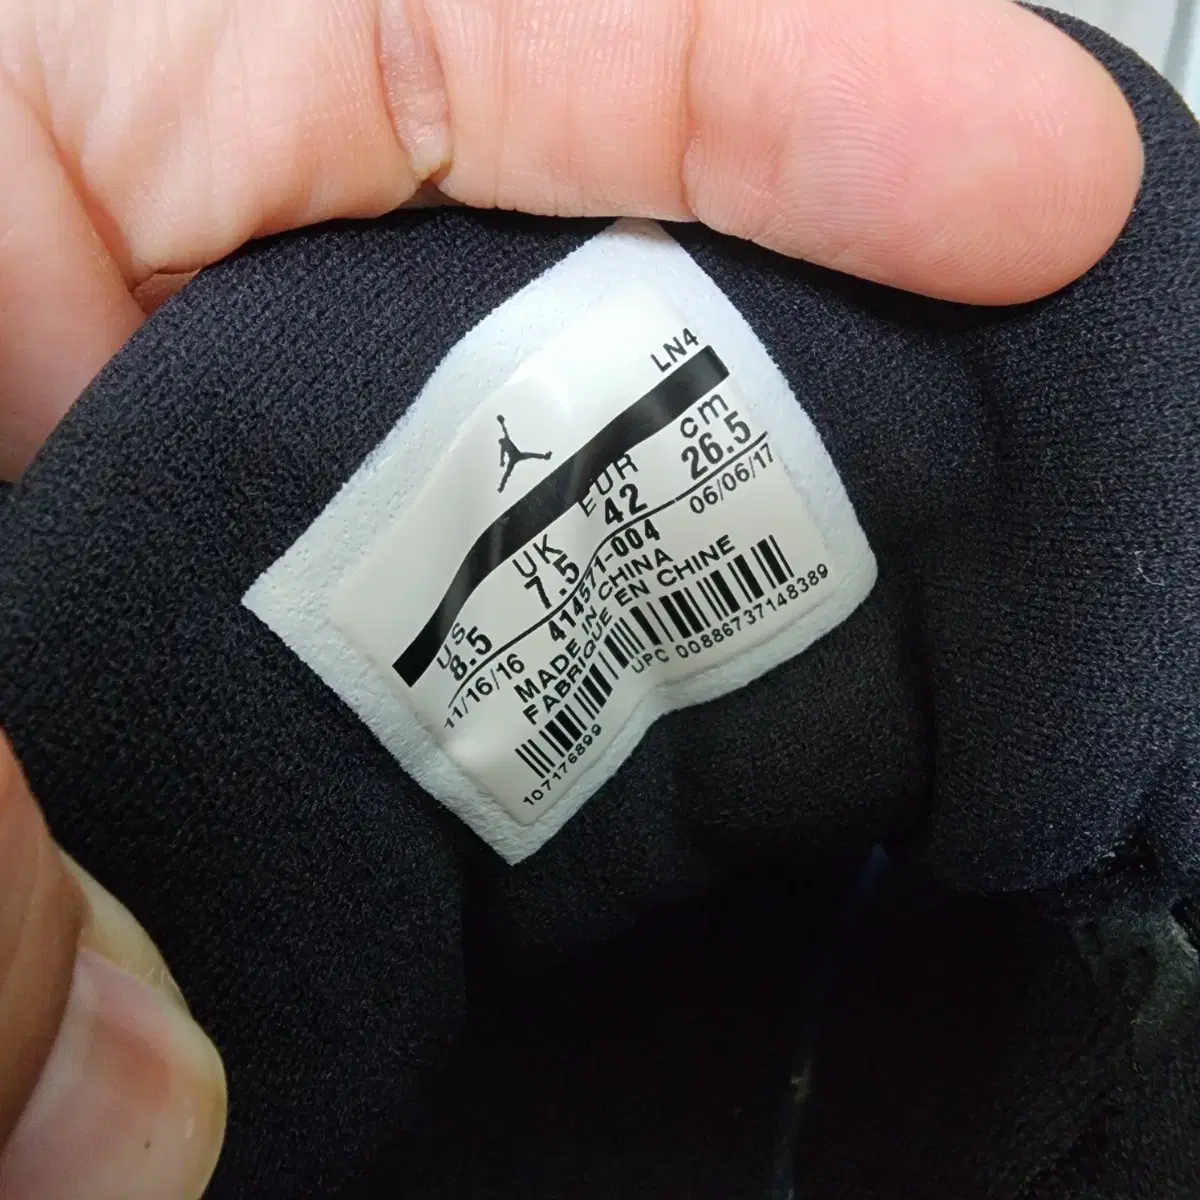 LN4
US UK EUR cm
8.5 7.5 42 26.5
11/16/16 414571-004 06/06/17
MADE IN CHINA
FABRIQUE EN CHINE
UPC 00886737148389
107176899